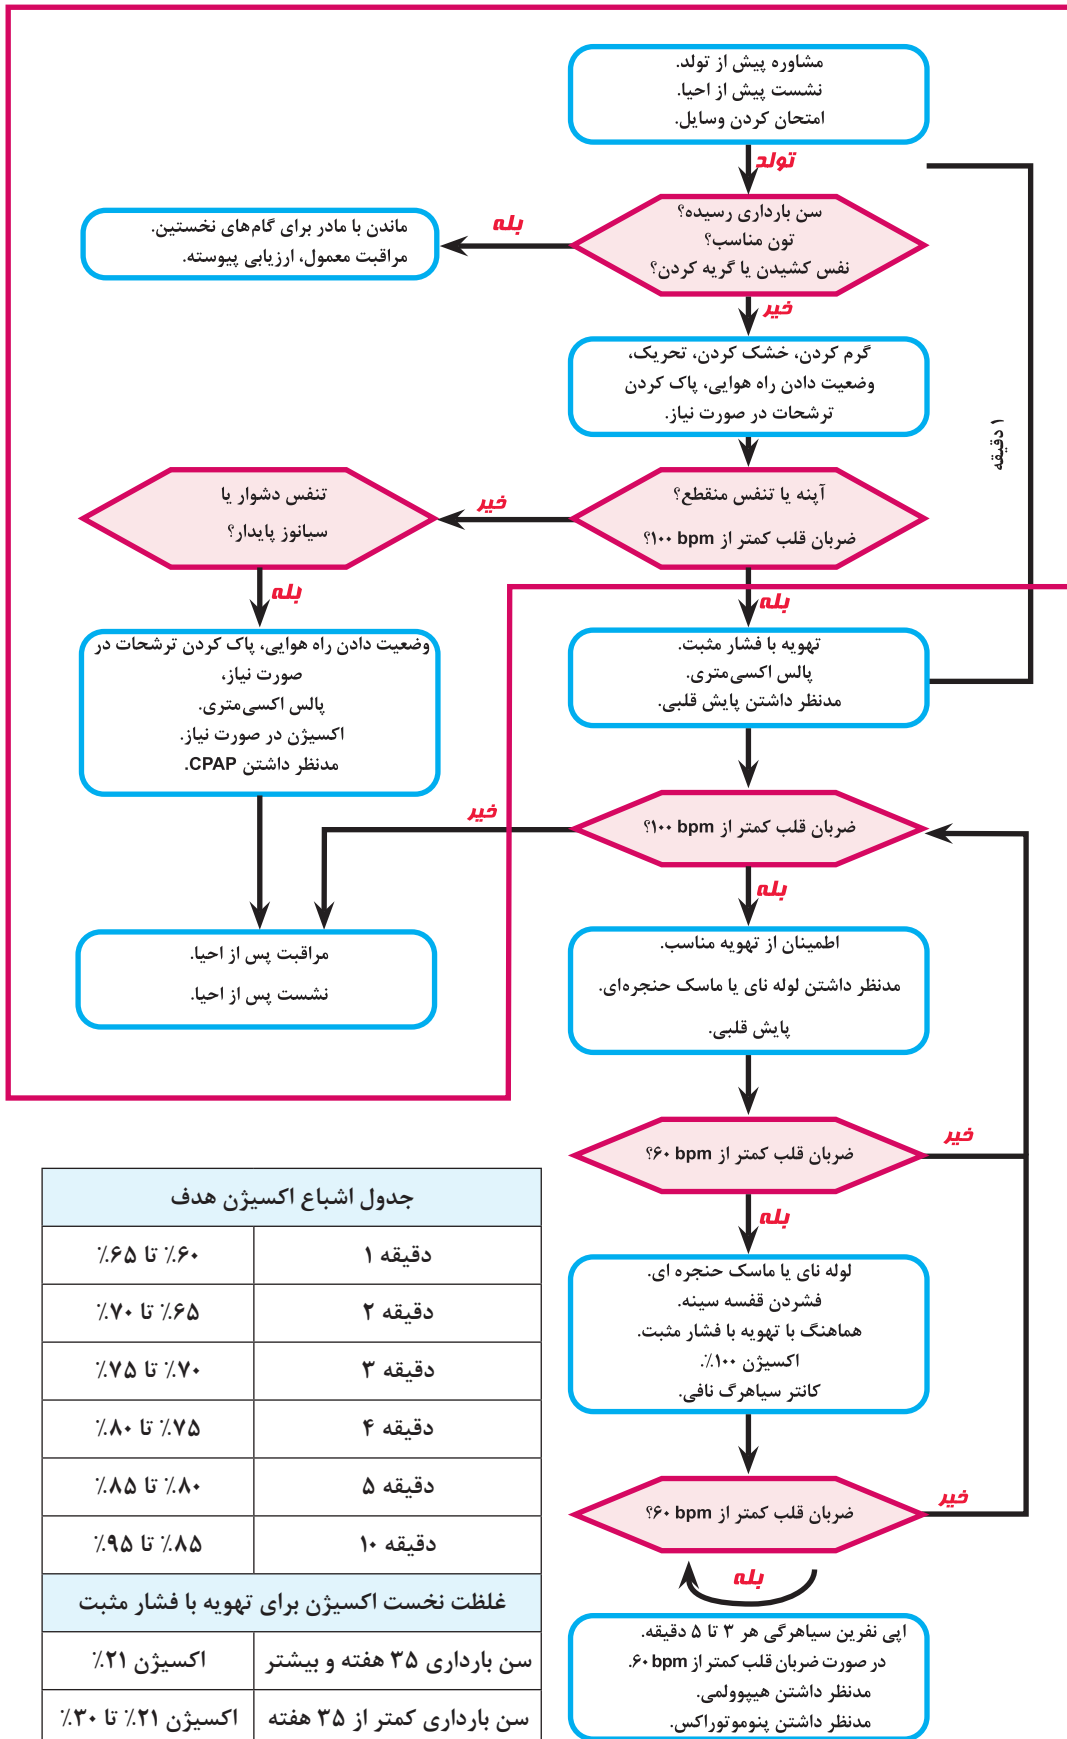 مشاوره پیش از تولد.
نشست پیش از احیا.
امتحان کردن وسایل.
تولد
سن بارداری رسیده؟
تون مناسب؟
نفس کشیدن یا گریه کردن؟
بله
ماندن با مادر برای گام‌های نخستین.
مراقبت معمول، ارزیابی پیوسته.
خیر
گرم کردن، خشک کردن، تحریک،
وضعیت دادن راه هوایی، پاک کردن
ترشحات در صورت نیاز.
۱ دقیقه
آپنه یا تنفس منقطع؟
ضربان قلب کمتر از ۱۰۰ bpm؟
خیر
تنفس دشوار یا
سیانوز پایدار؟
بله
وضعیت دادن راه هوایی، پاک کردن ترشحات در
صورت نیاز،
پالس اکسی‌متری.
اکسیژن در صورت نیاز.
مدنظر داشتن CPAP.
بله
تهویه با فشار مثبت.
پالس اکسی‌متری.
مدنظر داشتن پایش قلبی.
ضربان قلب کمتر از ۱۰۰ bpm؟
خیر
مراقبت پس از احیا.
نشست پس از احیا.
بله
اطمینان از تهویه مناسب.
مدنظر داشتن لوله نای یا ماسک حنجره‌ای.
پایش قلبی.
ضربان قلب کمتر از ۶۰ bpm؟
خیر
بله
لوله نای یا ماسک حنجره ای.
فشردن قفسه سینه.
هماهنگ با تهویه با فشار مثبت.
اکسیژن ۱۰۰٪.
کانتر سیاهرگ نافی.
ضربان قلب کمتر از ۶۰ bpm؟
خیر
بله
اپی نفرین سیاهرگی هر ۳ تا ۵ دقیقه.
در صورت ضربان قلب کمتر از ۶۰ bpm.
مدنظر داشتن هیپوولمی.
مدنظر داشتن پنوموتوراکس.
جدول اشباع اکسیژن هدف
دقیقه ۱ ۶۰٪ تا ۶۵٪
دقیقه ۲ ۶۵٪ تا ۷۰٪
دقیقه ۳ ۷۰٪ تا ۷۵٪
دقیقه ۴ ۷۵٪ تا ۸۰٪
دقیقه ۵ ۸۰٪ تا ۸۵٪
دقیقه ۱۰ ۸۵٪ تا ۹۵٪
غلظت نخست اکسیژن برای تهویه با فشار مثبت
سن بارداری ۳۵ هفته و بیشتر اکسیژن ۲۱٪
سن بارداری کمتر از ۳۵ هفته اکسیژن ۲۱٪ تا ۳۰٪